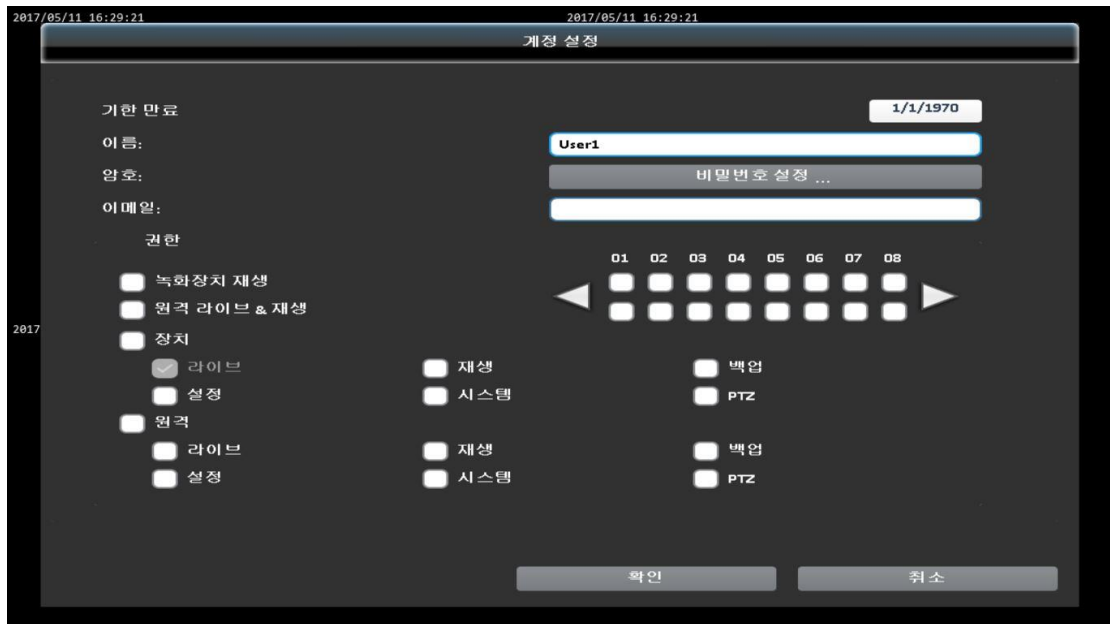 2017/05/11 16:29:21 2017/05/11 16:29:21
계정 설정
기한 만료 1/1/1970
이름: User1
암호: 비밀번호 설정 ...
이메일:
권한
01 02 03 04 05 06 07 08
녹화장치 재생
원격 라이브 & 재생
2017
장치
라이브 재생 백업
설정 시스템 PTZ
원격
라이브 재생 백업
설정 시스템 PTZ
확인 취소